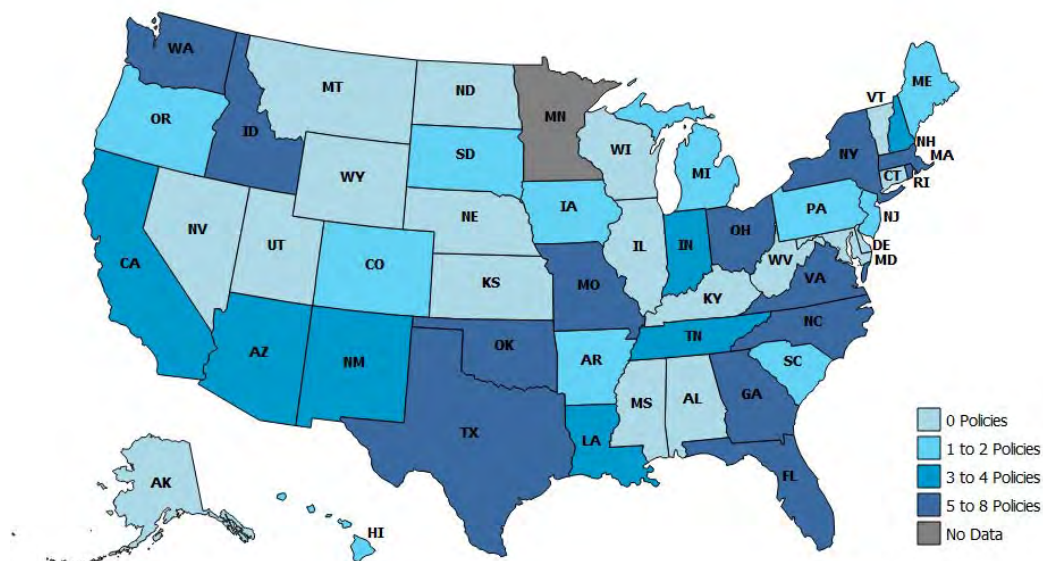 WA
MT
ND
MN
ME
VT
OR
ID
SD
WI
MI
NY
NH
MA
CT
RI
WY
IA
PA
NJ
NE
NV
UT
CO
IL
IN
OH
WV
DE
MD
CA
KS
MO
KY
VA
AZ
NM
OK
AR
TN
NC
SC
MS
AL
GA
TX
LA
FL
AK
HI
0 Policies
1 to 2 Policies
3 to 4 Policies
5 to 8 Policies
No Data